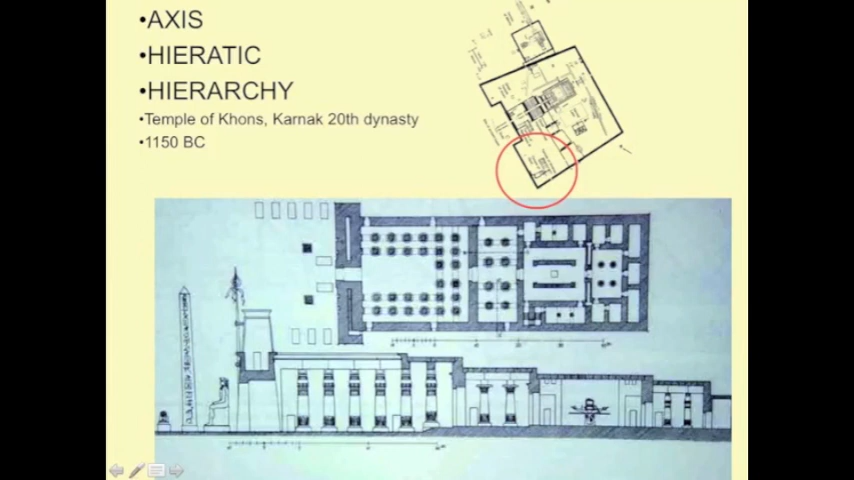 •AXIS
•HIERATIC
•HIERARCHY
•Temple of Khons, Karnak 20th dynasty
•1150 BC